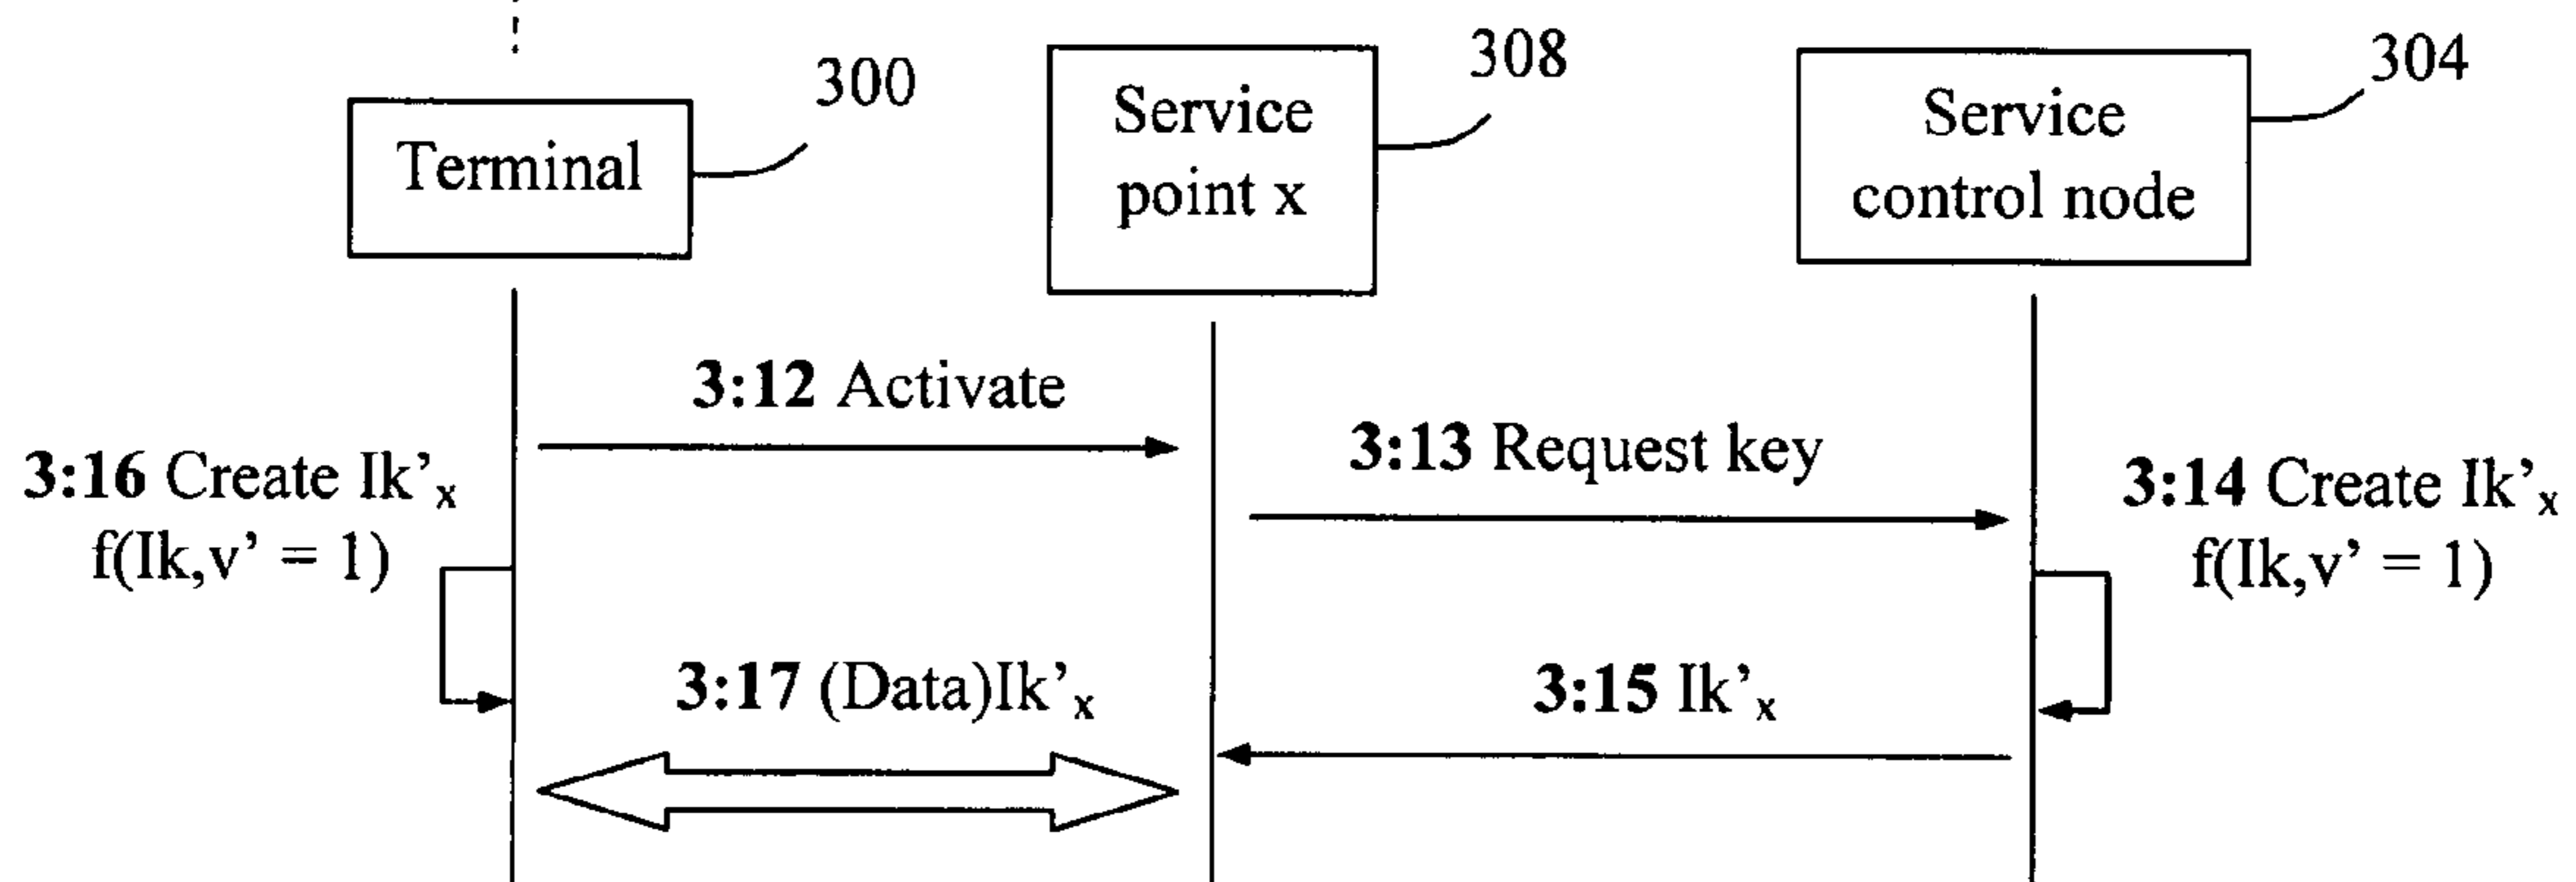 300
308
304
Terminal
Service
point x
Service
control node
3:12 Activate
3:13 Request key
3:16 Create Ik’x
f(Ik,v’ = 1)
3:14 Create Ik’x
f(Ik,v’ = 1)
3:17 (Data)Ik’x
3:15 Ik’x